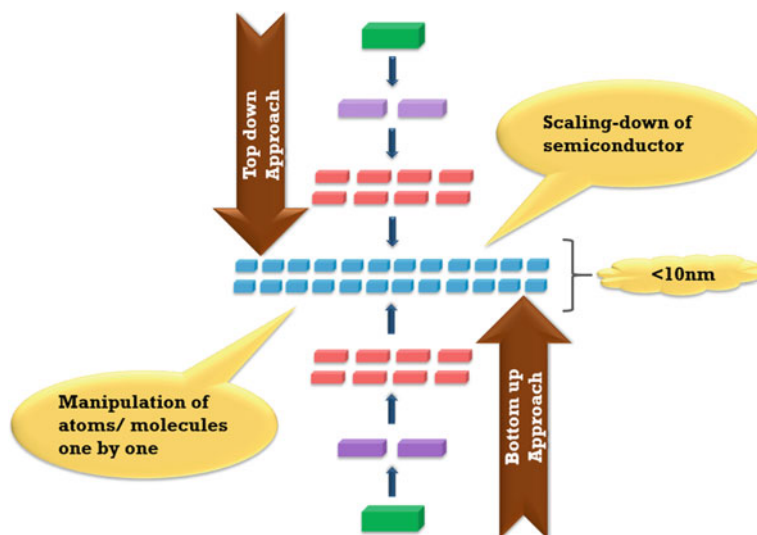 Top down
Approach
Scaling-down of
semiconductor
<10nm
Manipulation of
atoms/ molecules
one by one
Bottom up
Approach